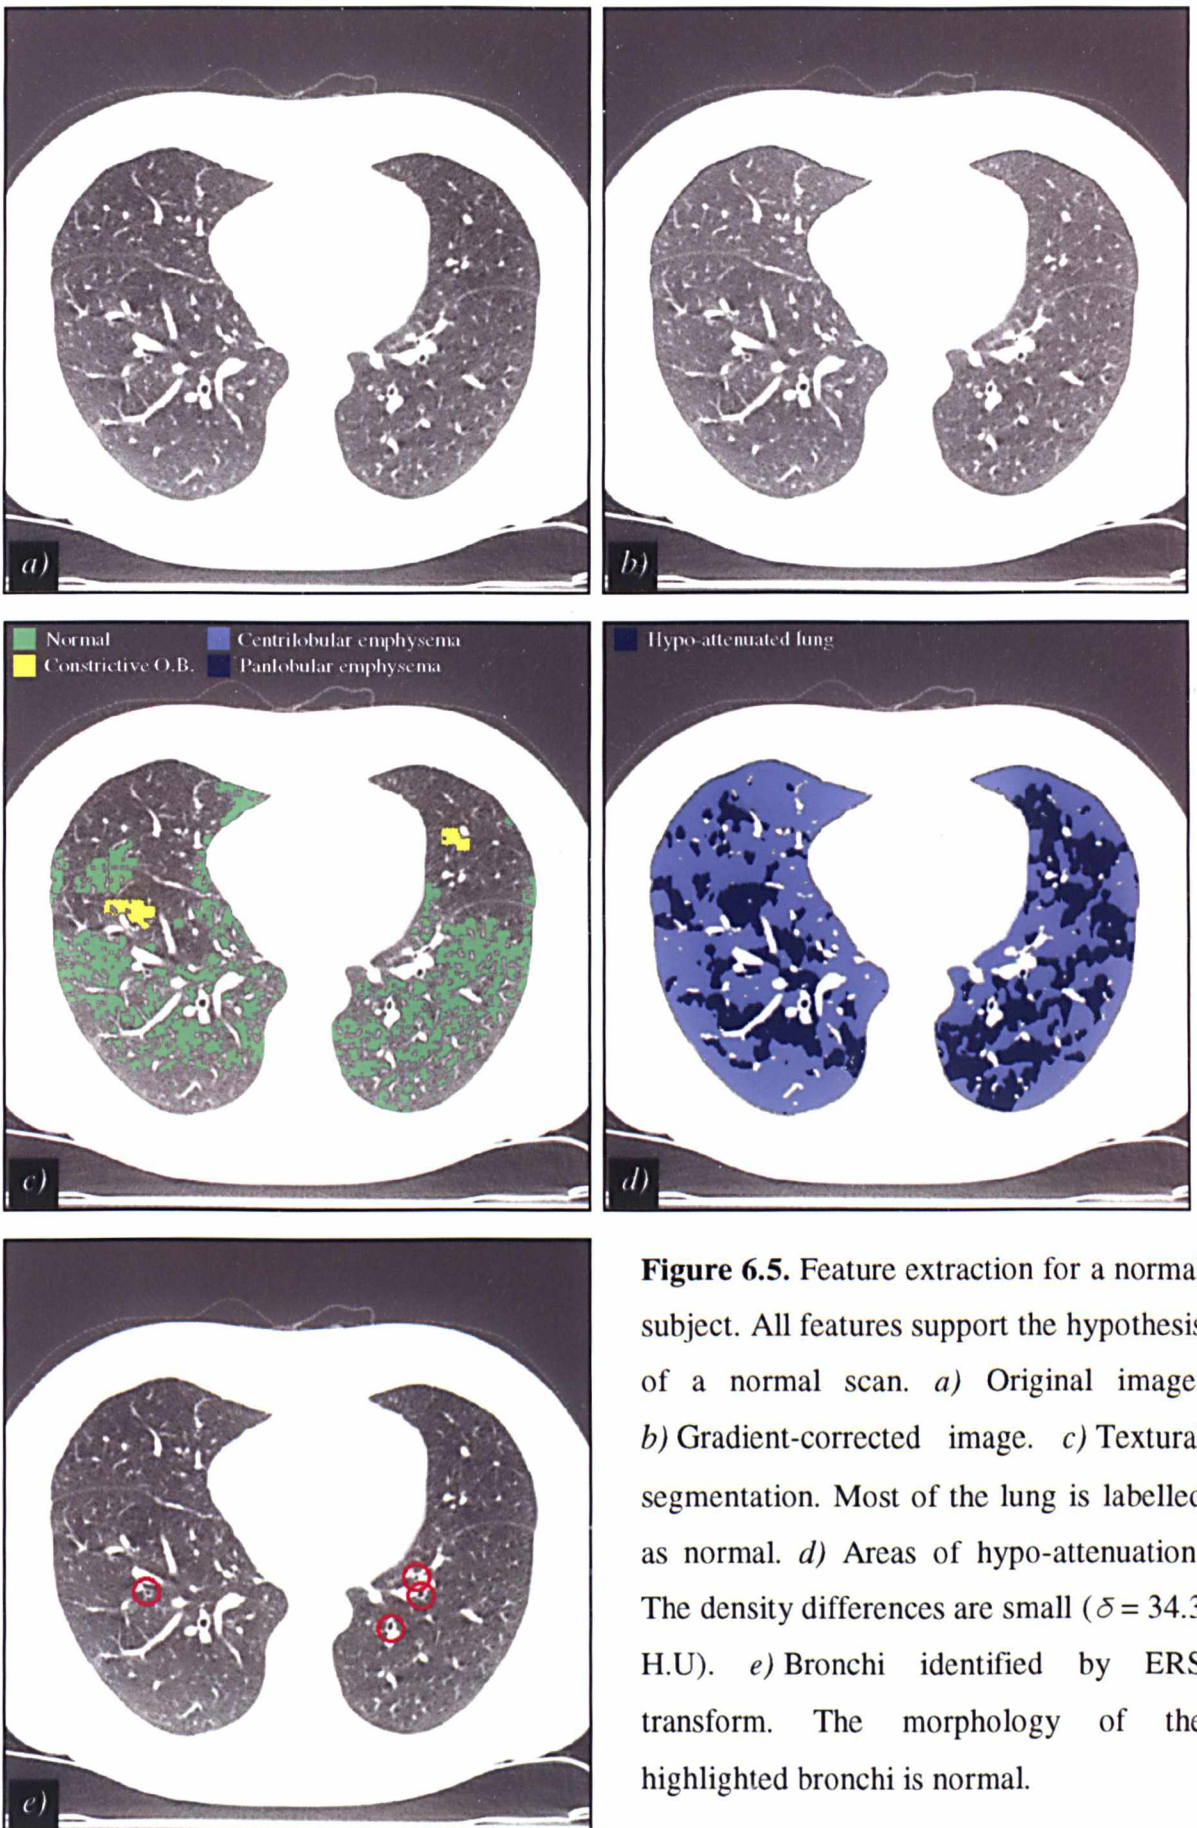 a)
b)
Normal
Centrilobular emphysema
Constrictive O.B.
Panlobular emphysema
c)
Hypo-attenuated lung
d)
e)
Figure 6.5. Feature extraction for a norma
subject. All features support the hypothesis
of a normal scan. a) Original image
b) Gradient-corrected image. c) Textura
segmentation. Most of the lung is labelled
as normal. d) Areas of hypo-attenuation
The density differences are small (δ = 34.3
H.U). e) Bronchi identified by ERS
transform. The morphology of the
highlighted bronchi is normal.